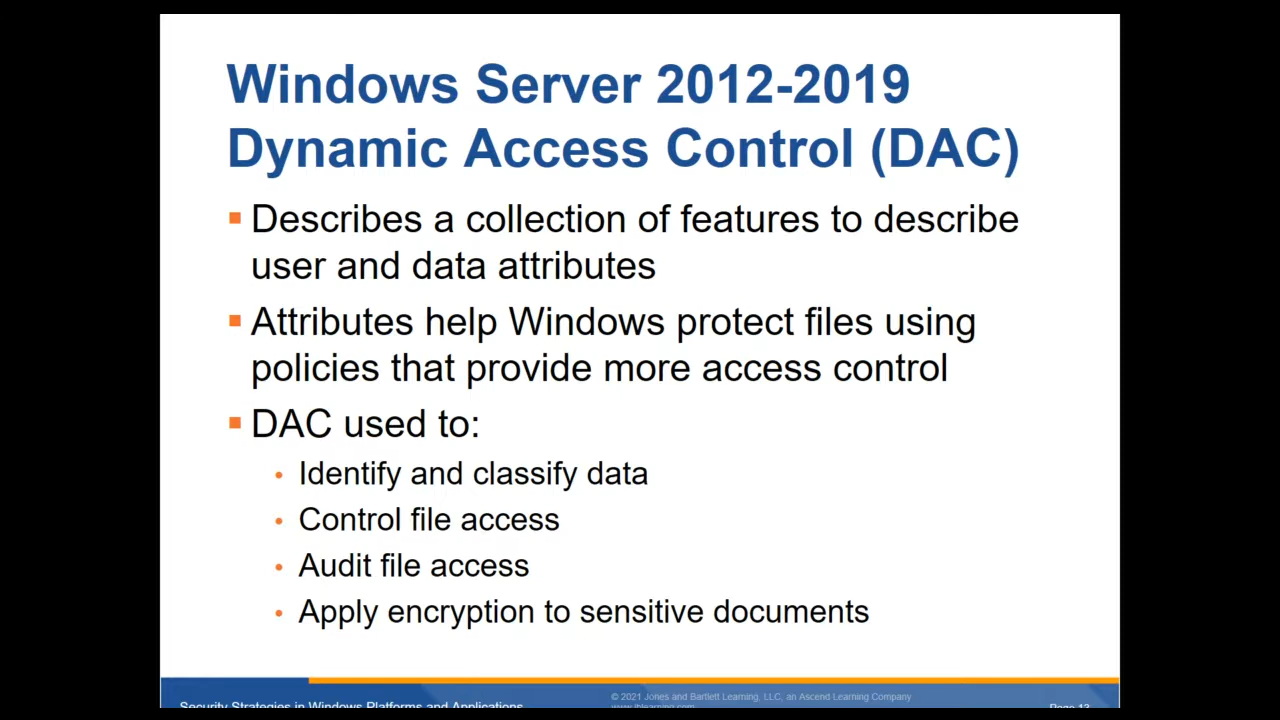 Windows Server 2012-2019
Dynamic Access Control (DAC)
Describes a collection of features to describe
user and data attributes
Attributes help Windows protect files using
policies that provide more access control
DAC used to:
Identify and classify data
Control file access
Audit file access
Apply encryption to sensitive documents
© 2021 Jones and Bartlett Learning, LLC, an Ascend Learning Company
www.jblearning.com
Security Strategies in Windows Platforms and Applications
Page 13